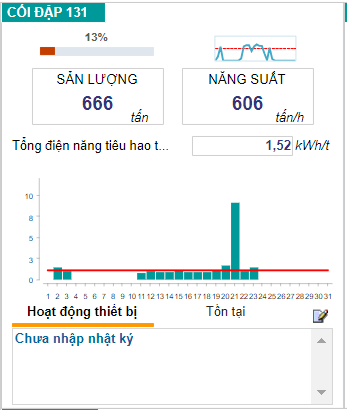 CỐI ĐẬP 131
13%
SẢN LƯỢNG
666
tấn
NĂNG SUẤT
606
tấn/h
Tổng điện năng tiêu hao t...
1,52 kWh/t
10
8
5
3
0
1 2 3 4 5 6 7 8 9 10 11 12 13 14 15 16 17 18 19 20 21 22 23 24 25 26 27 28 29 30 31
Hoạt động thiết bị
Tồn tại
Chưa nhập nhật ký